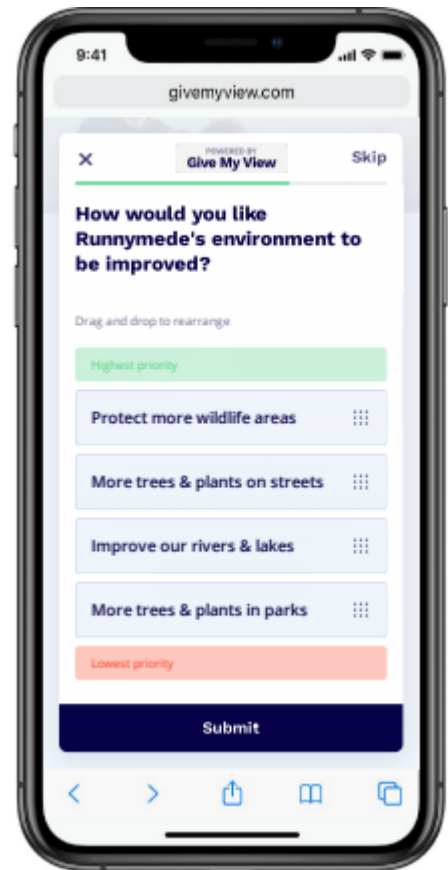 9:41
givemyview.com
POWERED BY
Give My View
Skip
How would you like
Runnymede's environment to
be improved?
Drag and drop to rearrange
Highest priority
Protect more wildlife areas
More trees & plants on streets
Improve our rivers & lakes
More trees & plants in parks
Lowest priority
Submit